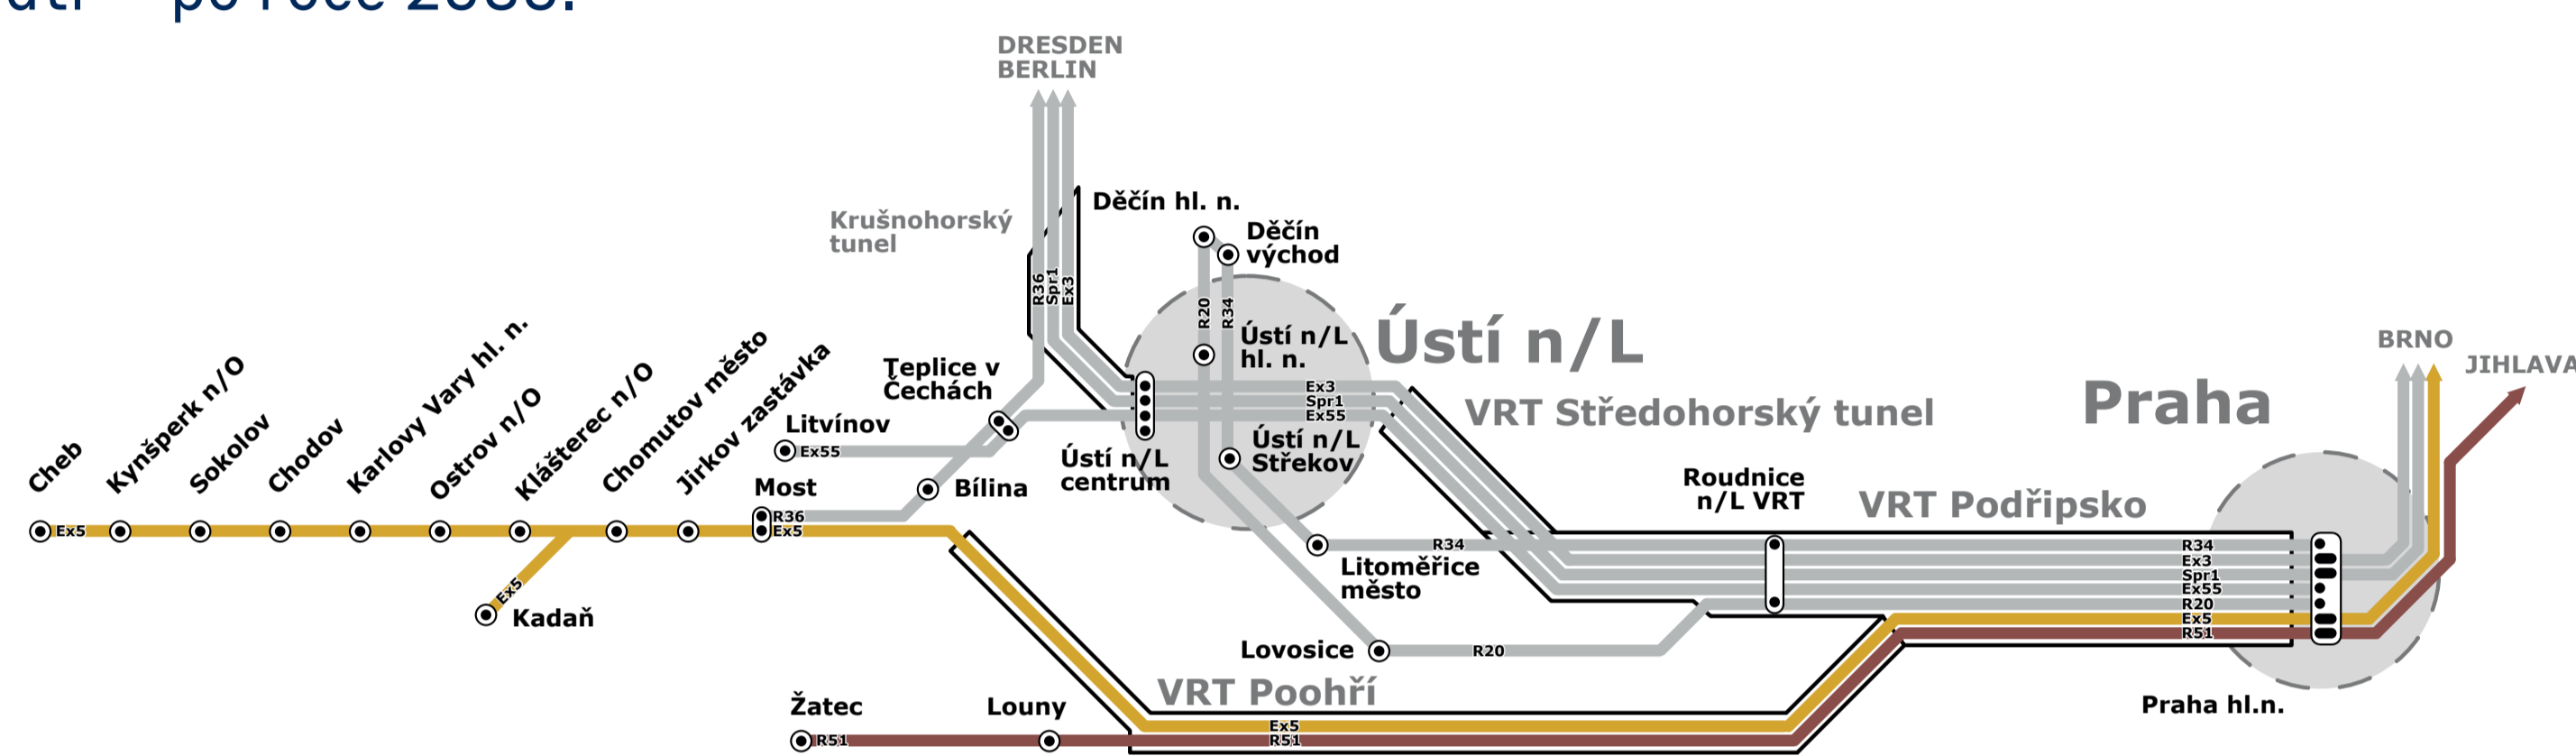 po roce
DRESDEN
BERLIN
Krušnohorský
tunel
Děčín hl. n.
Děčín
východ
R36
Spr1
Ex3
R20
R34
Ústí n/L
Ústí n/L
hl. n.
BRNO
JIHLAVA
Praha
Teplice v
Čechách
Ex3
Spr1
Ex55
VRT Středohorský tunel
Litvínov
Ex55
Ústí n/L
centrum
Ústí n/L
Střekov
Cheb
Kynšperk n/O
Sokolov
Chodov
Karlovy Vary hl. n.
Ostrov n/O
Klášterec n/O
Chomutov město
Jirkov zastávka
Most
Bílina
Roudnice
n/L VRT
VRT Podřipsko
Ex5
R36
Ex5
R34
R34
Ex3
Spr1
Ex55
R20
Ex5
R51
Litoměřice
město
Ex5
Kadaň
Lovosice
R20
VRT Poohří
Praha hl.n.
Žatec
Louny
R51
Ex5
R51